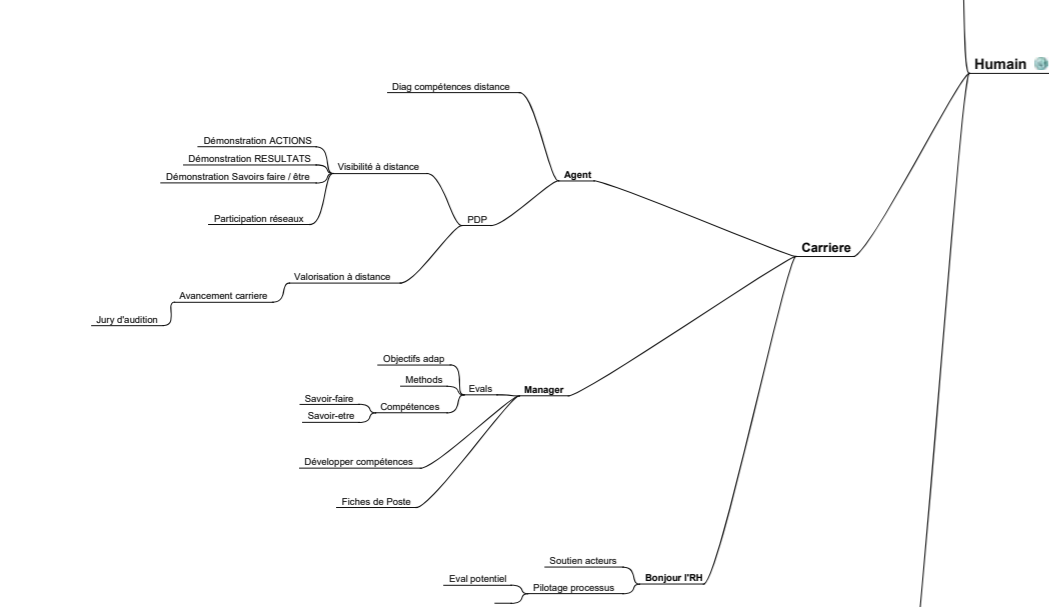 Humain
Diag compétences distance
Démonstration ACTIONS
Démonstration RESULTATS
Visibilité à distance
Démonstration Savoirs faire / être
Agent
Participation réseaux
PDP
Carriere
Valorisation à distance
Avancement carriere
Jury d'audition
Objectifs adap
Methods
Evals
Manager
Savoir-faire
Compétences
Savoir-etre
Développer compétences
Fiches de Poste
Soutien acteurs
Bonjour l'RH
Eval potentiel
Pilotage processus